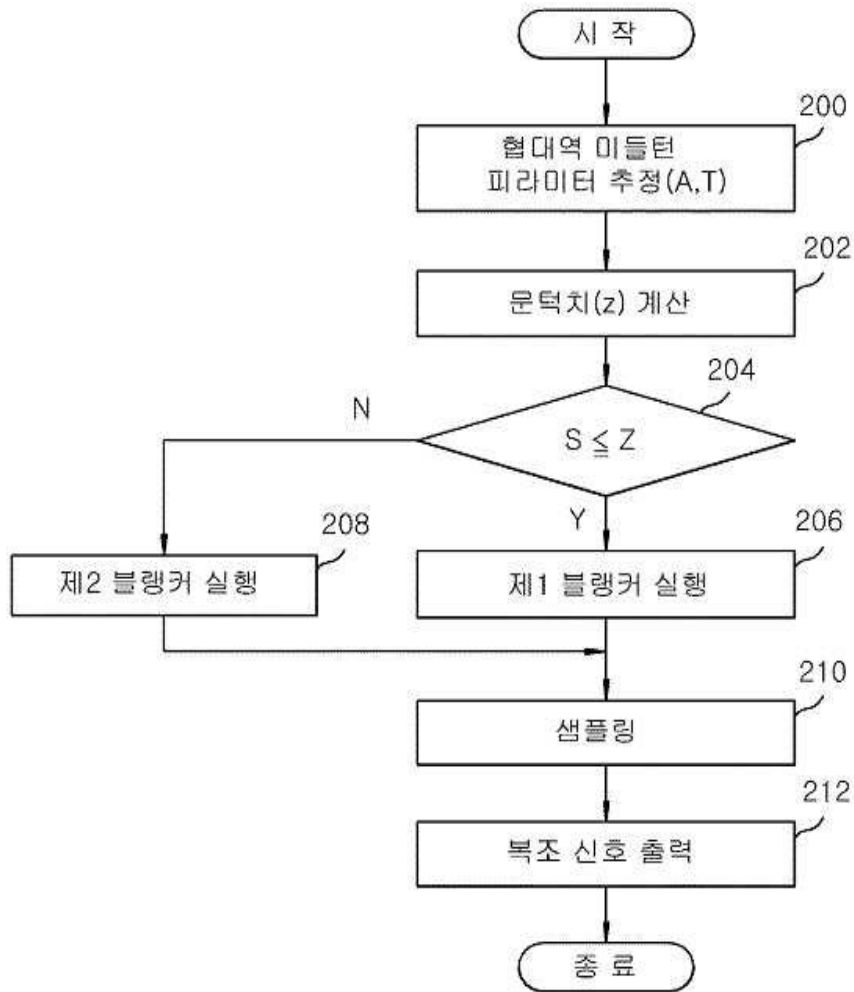 시 작
200
협대역 미들턴
피라미터 추정(A,T)
202
문턱치(z) 계산
204
N
S ≦ Z
Y
208
206
제2 블랭커 실행
제1 블랭커 실행
210
샘플링
212
복조 신호 출력
종 료